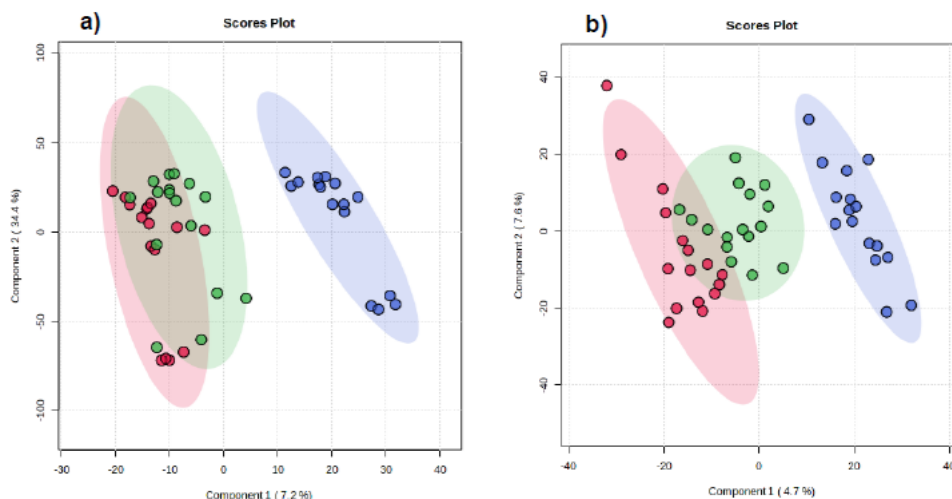 a)
Scores Plot
Component 2 ( 34.4 %)
100
50
0
-50
-100
-30
-20
-10
0
10
20
30
40
Component 1 ( 7.2 %)
b)
Scores Plot
Component 2 ( 7.6 %)
40
20
0
-20
-40
-40
-20
0
20
40
Component 1 ( 4.7 %)